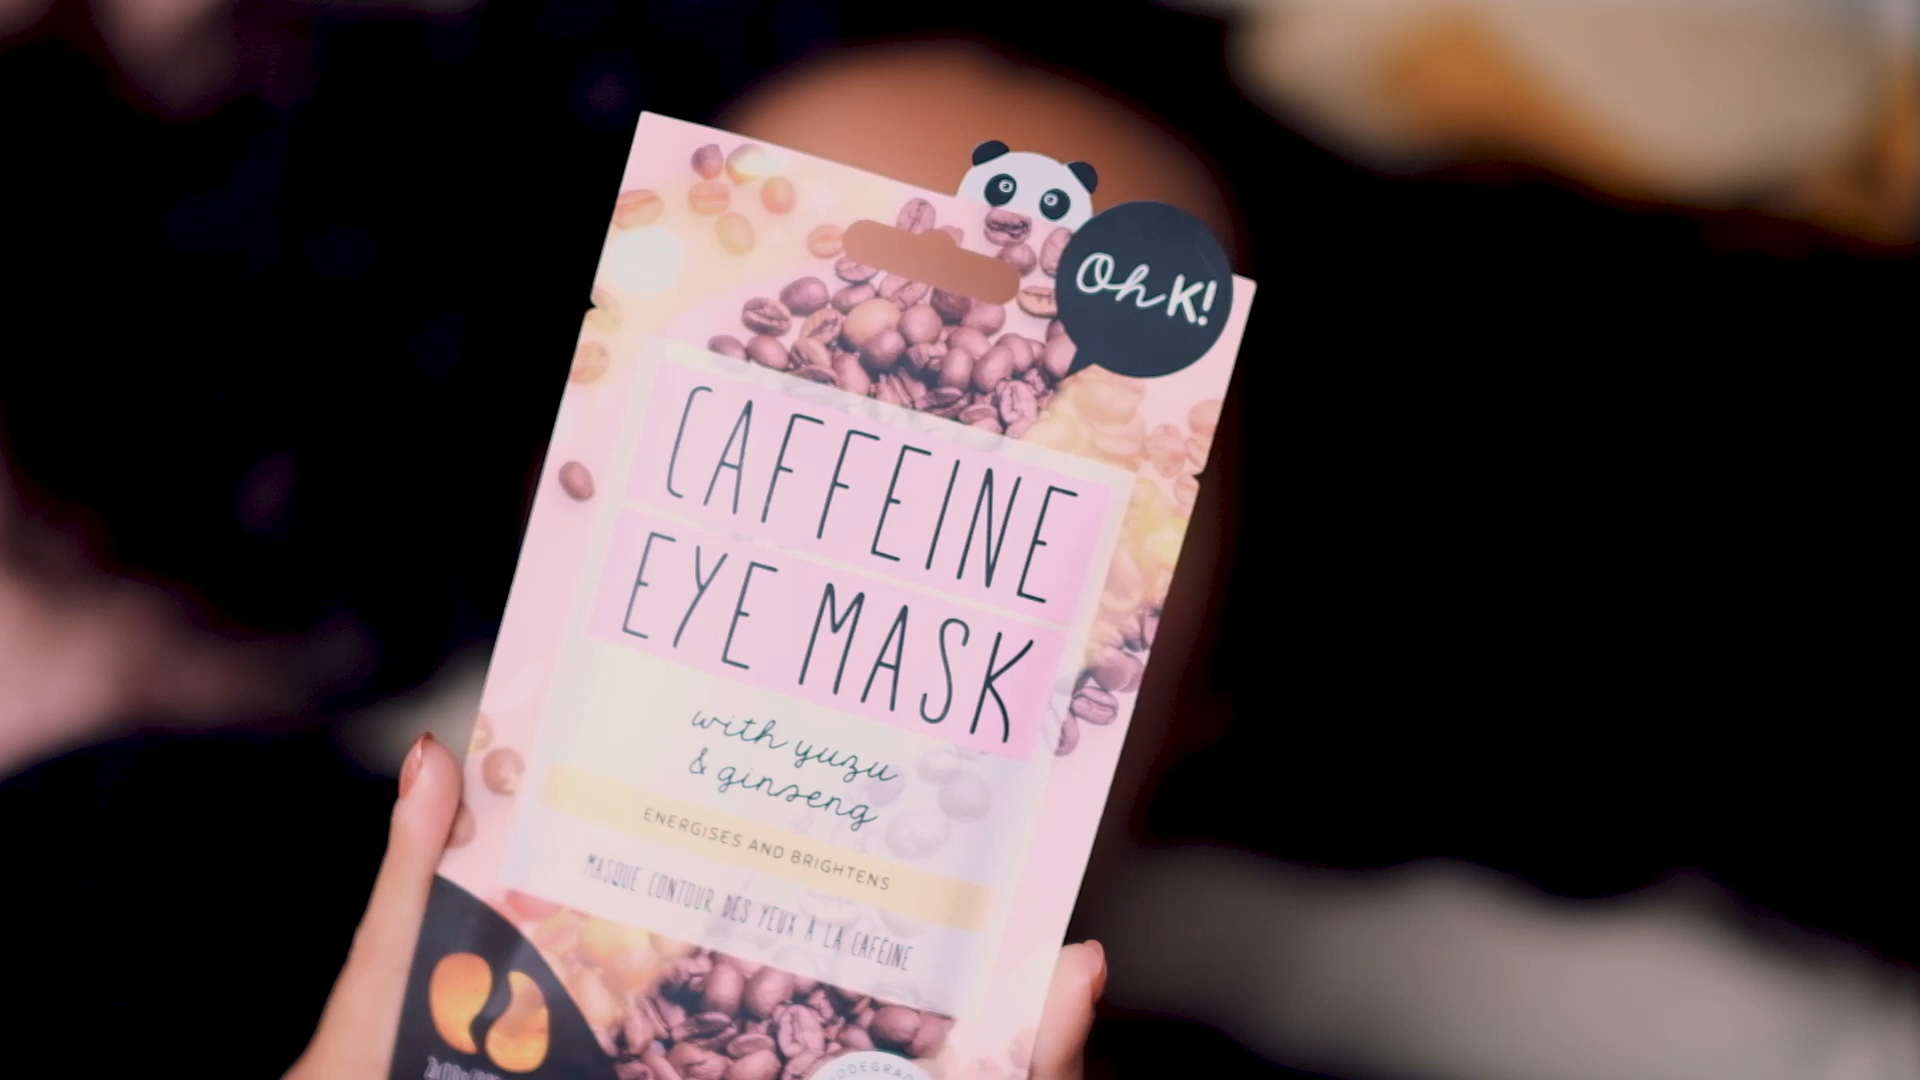 Oh K!
CAFFEINE
EYE MASK
with yuzu
& ginseng
ENERGISES AND BRIGHTENS
MASQUE CONTOUR DES YEUX A LA CAFÉINE